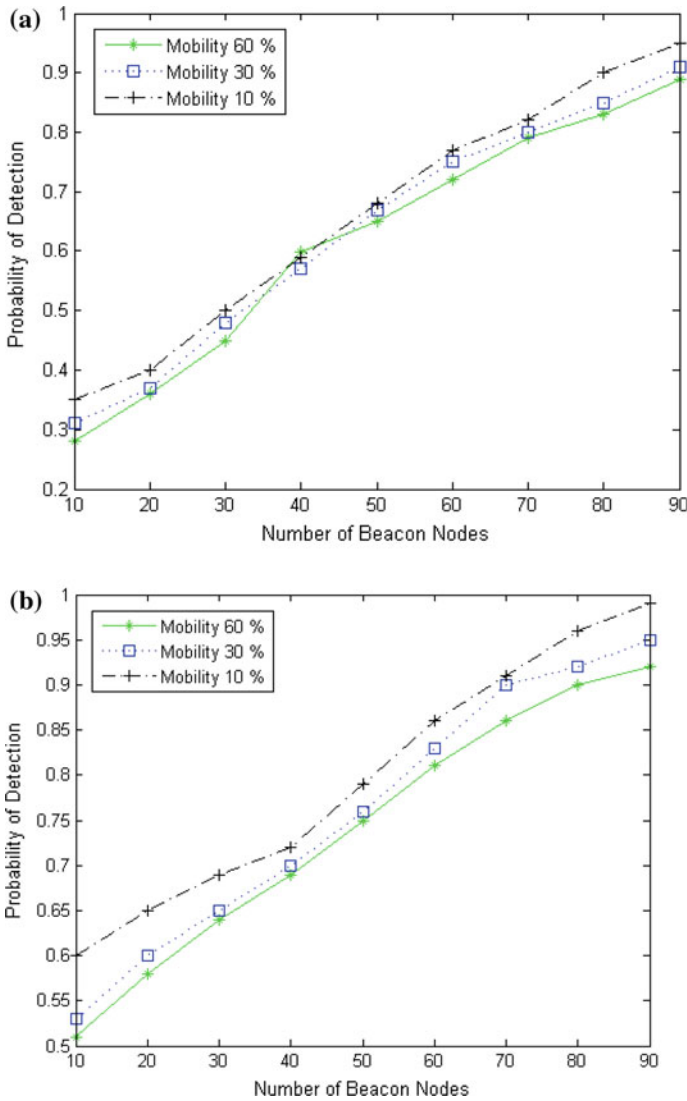 (a)
1
0.9
0.8
0.7
0.6
0.5
0.4
0.3
0.2
Mobility 60 %
Mobility 30 %
Mobility 10 %
Probability of Detection
10 20 30 40 50 60 70 80 90
Number of Beacon Nodes
(b)
1
0.95
0.9
0.85
0.8
0.75
0.7
0.65
0.6
0.55
0.5
Mobility 60 %
Mobility 30 %
Mobility 10 %
Probability of Detection
10 20 30 40 50 60 70 80 90
Number of Beacon Nodes